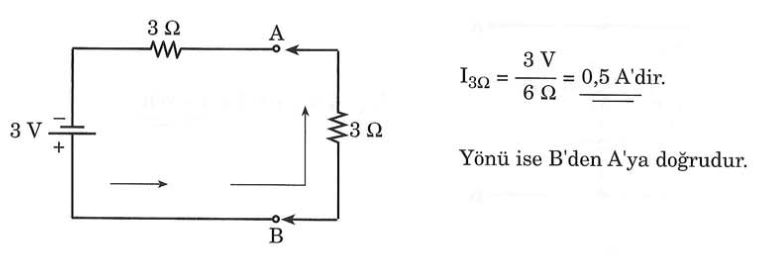 3 Ω
A
3 V
−
+
3 Ω
B
I3Ω = 3 V / 6 Ω = 0,5 A'dir.
Yönü ise B'den A'ya doğrudur.